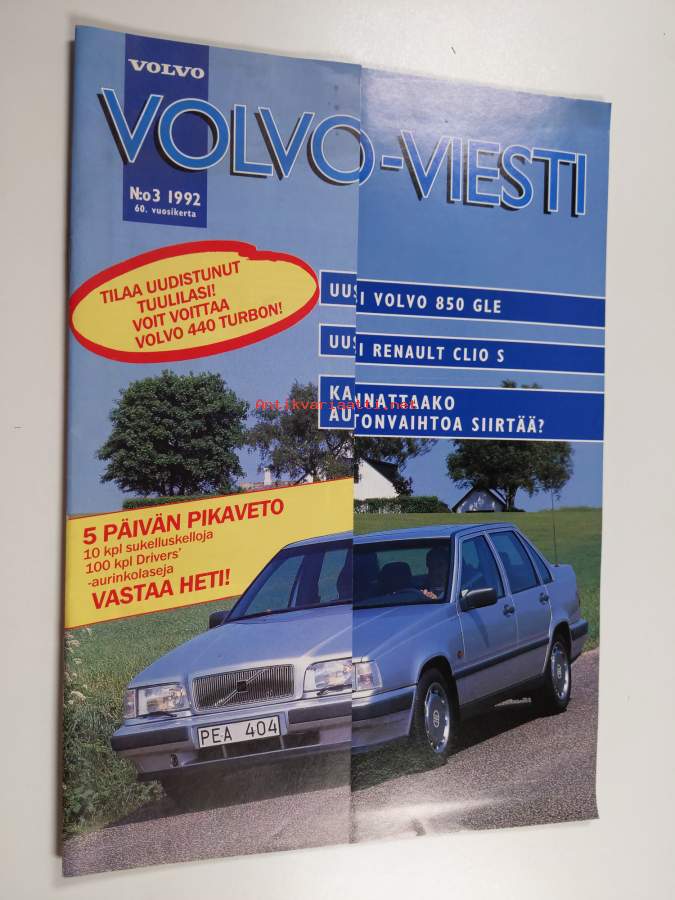 VOLVO
VOLVO-VIESTI
N:o 3 1992
60. vuosikerta
TILAA UUDISTUNUT
TUULILASI!
VOIT VOITTAA
VOLVO 440 TURBON!
UUSI VOLVO 850 GLE
UUSI RENAULT CLIO S
KANNATTAAKO
AUTONVAIHTOA SIIRTÄÄ?
Antikvariaatti.net
5 PÄIVÄN PIKAVETO
10 kpl sukelluskelloja
100 kpl Drivers'
-aurinkolaseja
VASTAA HETI!
PEA 404